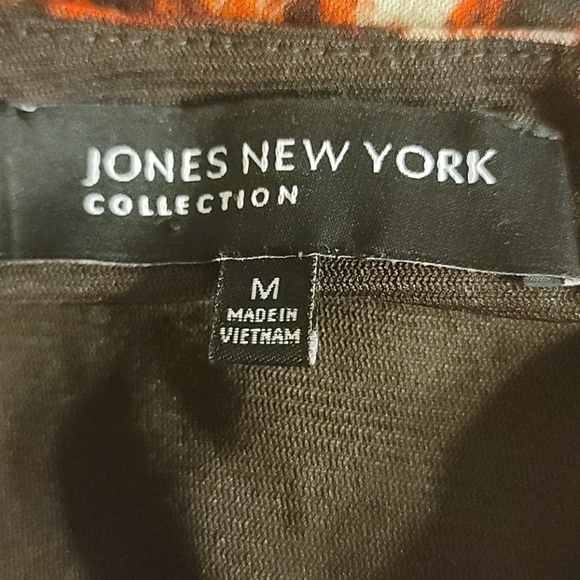 JONES NEW YORK
COLLECTION
M
MADE IN
VIETNAM